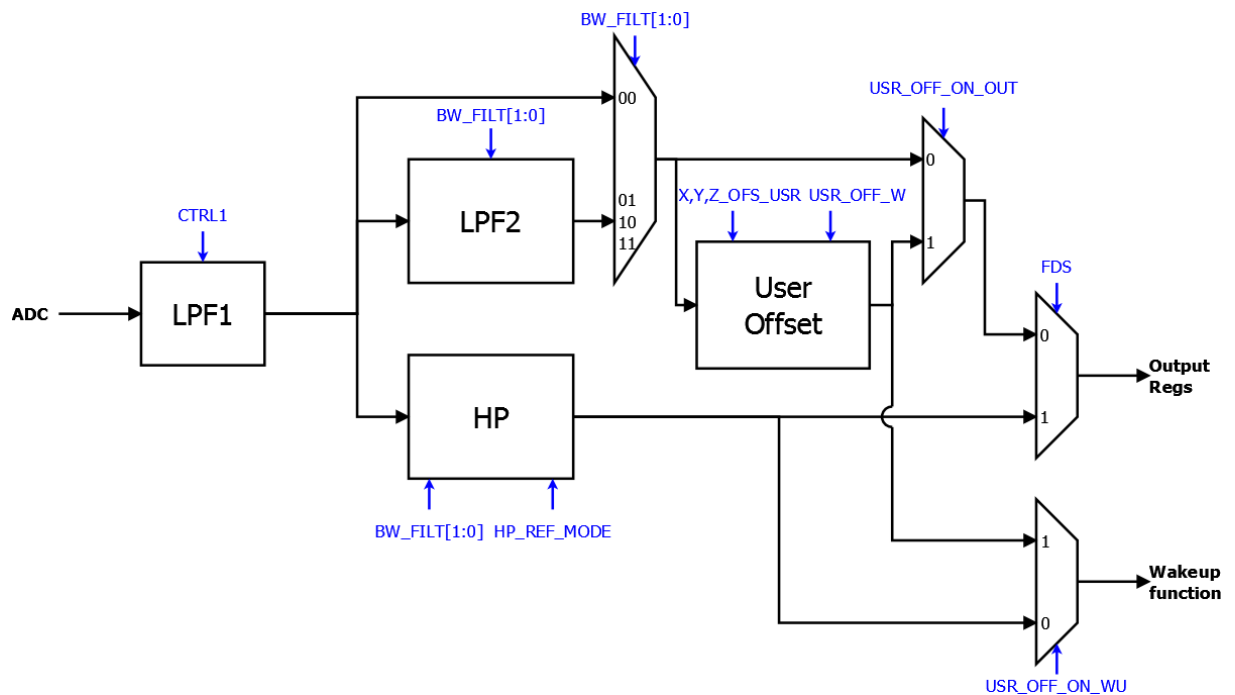 BW_FILT[1:0]
00
USR_OFF_ON_OUT
BW_FILT[1:0]
0
X,Y,Z_OFS_USR USR_OFF_W
01
10
11
LPF2
CTRL1
1
FDS
User
Offset
ADC
LPF1
0
Output
Regs
HP
1
BW_FILT[1:0] HP_REF_MODE
1
Wakeup
function
0
USR_OFF_ON_WU